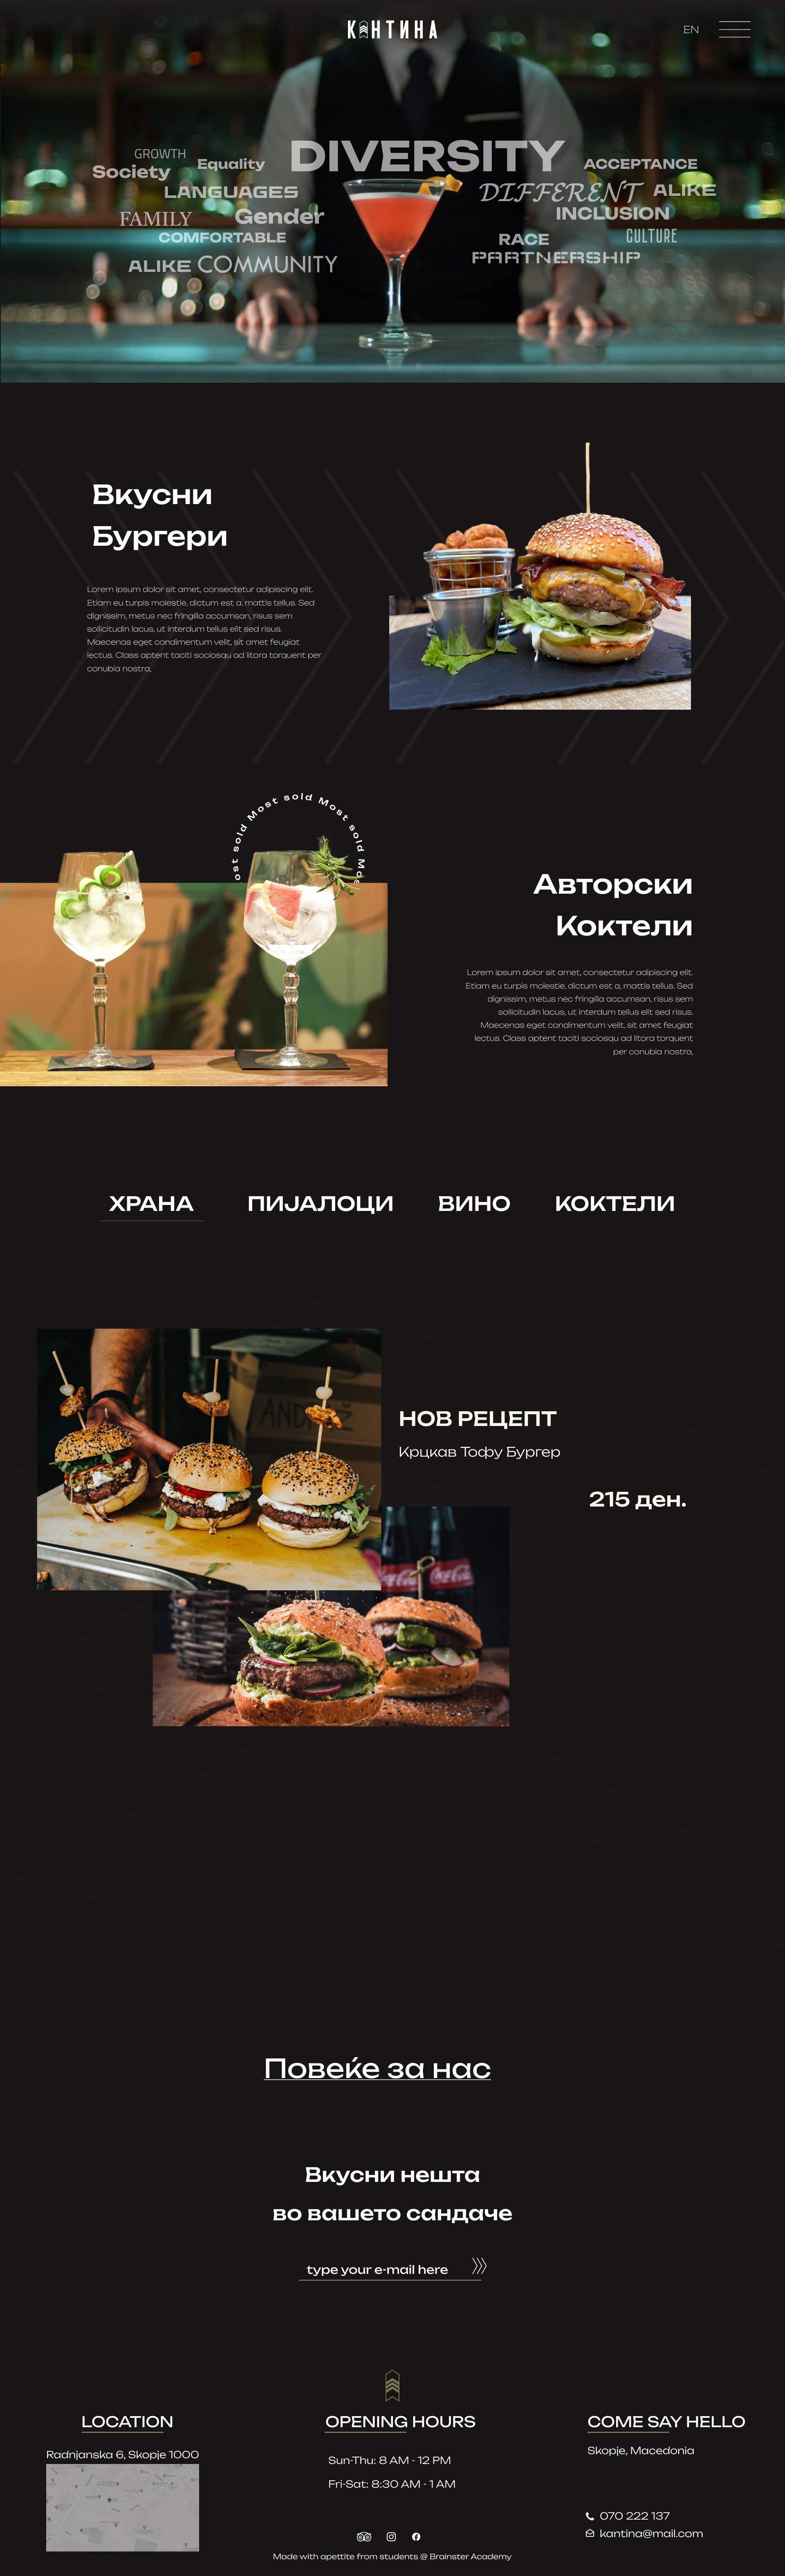 КАНТИНА
EN
DIVERSITY
GROWTH
Society
Equality
ACCEPTANCE
LANGUAGES
DIFFERENT
ALIKE
FAMILY
Gender
INCLUSION
COMFORTABLE
RACE
CULTURE
ALIKE
COMMUNITY
PARTNERSHIP
Вкусни
Бургери
Lorem ipsum dolor sit amet, consectetur adipiscing elit.
Etiam eu turpis molestie, dictum est a, mattis tellus. Sed
dignissim, metus nec fringilla accumsan, risus sem
sollicitudin lacus, ut interdum tellus elit sed risus.
Maecenas eget condimentum velit, sit amet feugiat
lectus. Class aptent taciti sociosqu ad litora torquent per
conubia nostra,
ost sold Most sold Most sold Mos
Авторски
Коктели
Lorem ipsum dolor sit amet, consectetur adipiscing elit.
Etiam eu turpis molestie, dictum est a, mattis tellus. Sed
dignissim, metus nec fringilla accumsan, risus sem
sollicitudin lacus, ut interdum tellus elit sed risus.
Maecenas eget condimentum velit, sit amet feugiat
lectus. Class aptent taciti sociosqu ad litora torquent
per conubia nostra,
ХРАНА
ПИЈАЛОЦИ
ВИНО
КОКТЕЛИ
НОВ РЕЦЕПТ
Крцкав Тофу Бургер
215 ден.
Повеќе за нас
Вкусни нешта
во вашето сандаче
type your e-mail here
LOCATION
Radnjanska 6, Skopje 1000
OPENING HOURS
Sun-Thu: 8 AM - 12 PM
Fri-Sat: 8:30 AM - 1 AM
COME SAY HELLO
Skopje, Macedonia
070 222 137
kantina@mail.com
Made with apettite from students @ Brainster Academy